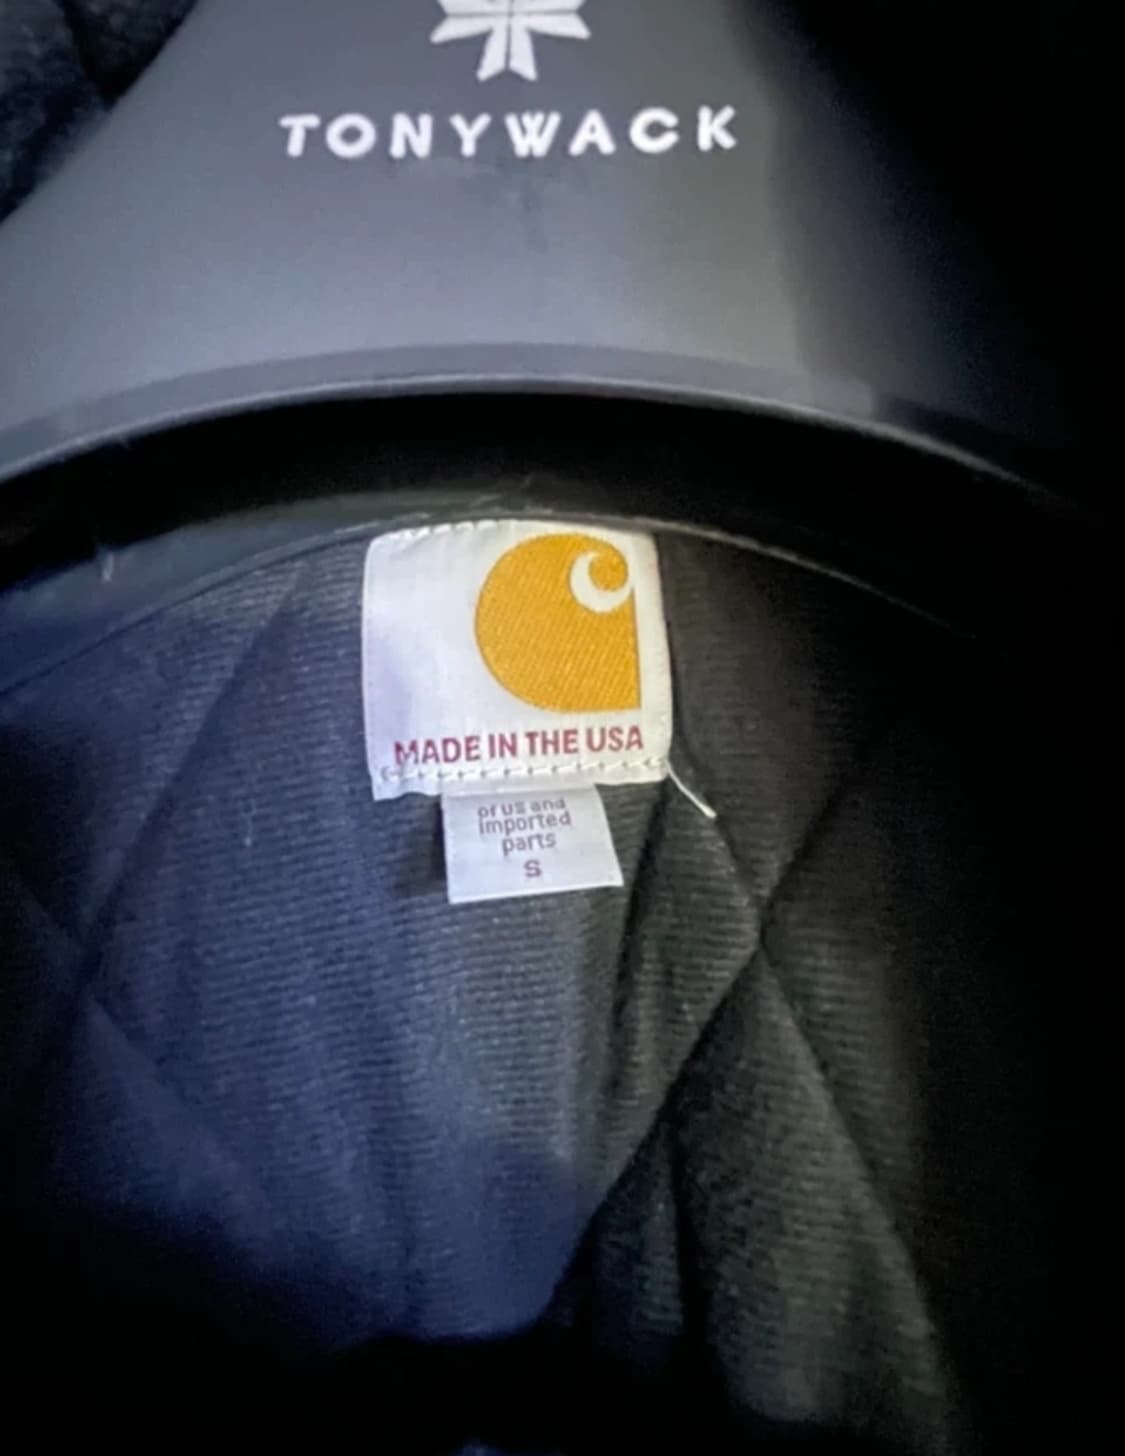 TONYWACK
MADE IN THE USA
of US and
imported
parts
S